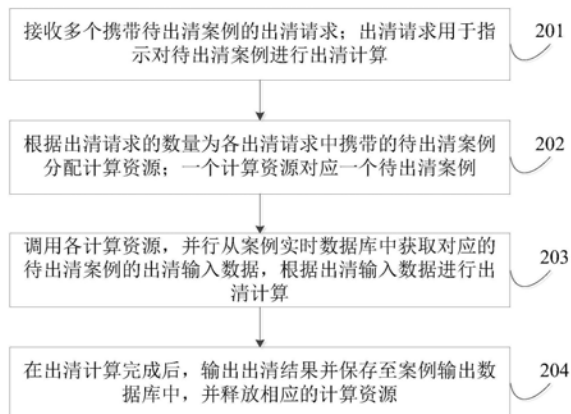 接收多个携带待出清案例的出清请求；出清请求用于指
示对待出清案例进行出清计算
201
根据出清请求的数量为各出清请求中携带的待出清案例
分配计算资源；一个计算资源对应一个待出清案例
202
调用各计算资源，并行从案例实时数据库中获取对应的
待出清案例的出清输入数据，根据出清输入数据进行出
清计算
203
在出清计算完成后，输出出清结果并保存至案例输出数
据库中，并释放相应的计算资源
204